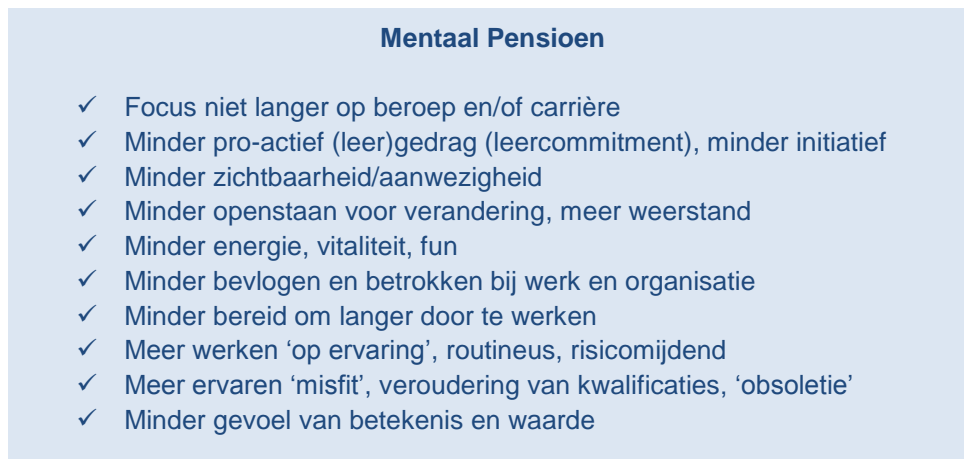 Mentaal Pensioen
✓ Focus niet langer op beroep en/of carrière
✓ Minder pro-actief (leer)gedrag (leercommitment), minder initiatief
✓ Minder zichtbaarheid/aanwezigheid
✓ Minder openstaan voor verandering, meer weerstand
✓ Minder energie, vitaliteit, fun
✓ Minder bevlogen en betrokken bij werk en organisatie
✓ Minder bereid om langer door te werken
✓ Meer werken ‘op ervaring’, routineus, risicomijdend
✓ Meer ervaren ‘misfit’, veroudering van kwalificaties, ‘obsoletie’
✓ Minder gevoel van betekenis en waarde